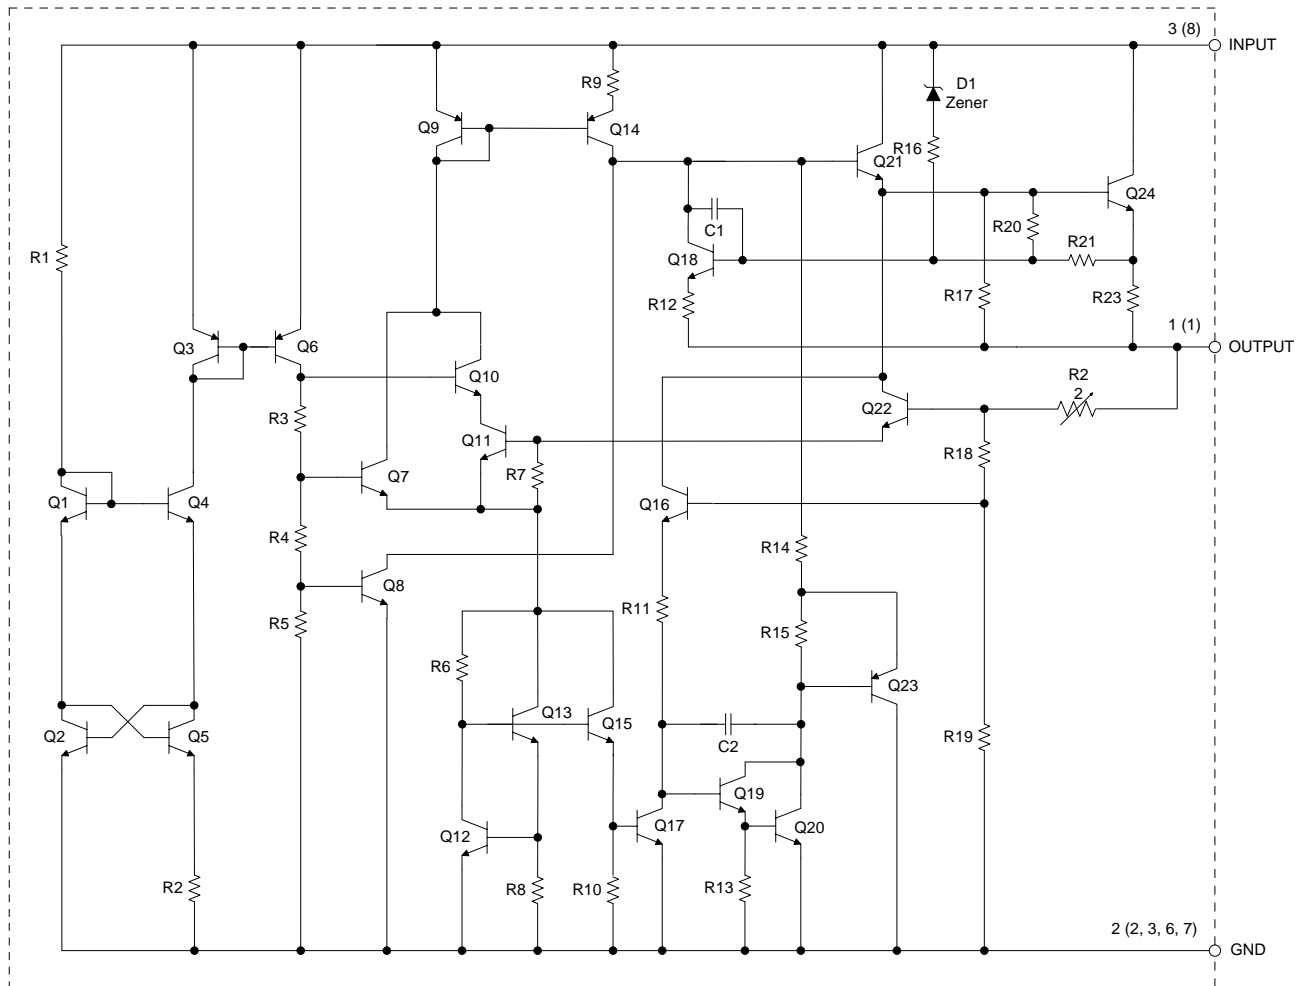 3 (8)
INPUT
R9
D1
Zener
Q9
Q14
R16
Q21
Q24
C1
R20
R21
R1
Q18
R12
R17
R23
1 (1)
OUTPUT
Q3
Q6
Q10
R2
2
Q22
R3
Q11
R7
R18
Q7
Q1
Q4
Q16
R4
R14
Q8
R11
R5
R15
R6
Q23
Q13
Q15
Q2
Q5
C2
R19
Q19
Q12
Q17
Q20
R2
R8
R10
R13
2 (2, 3, 6, 7)
GND